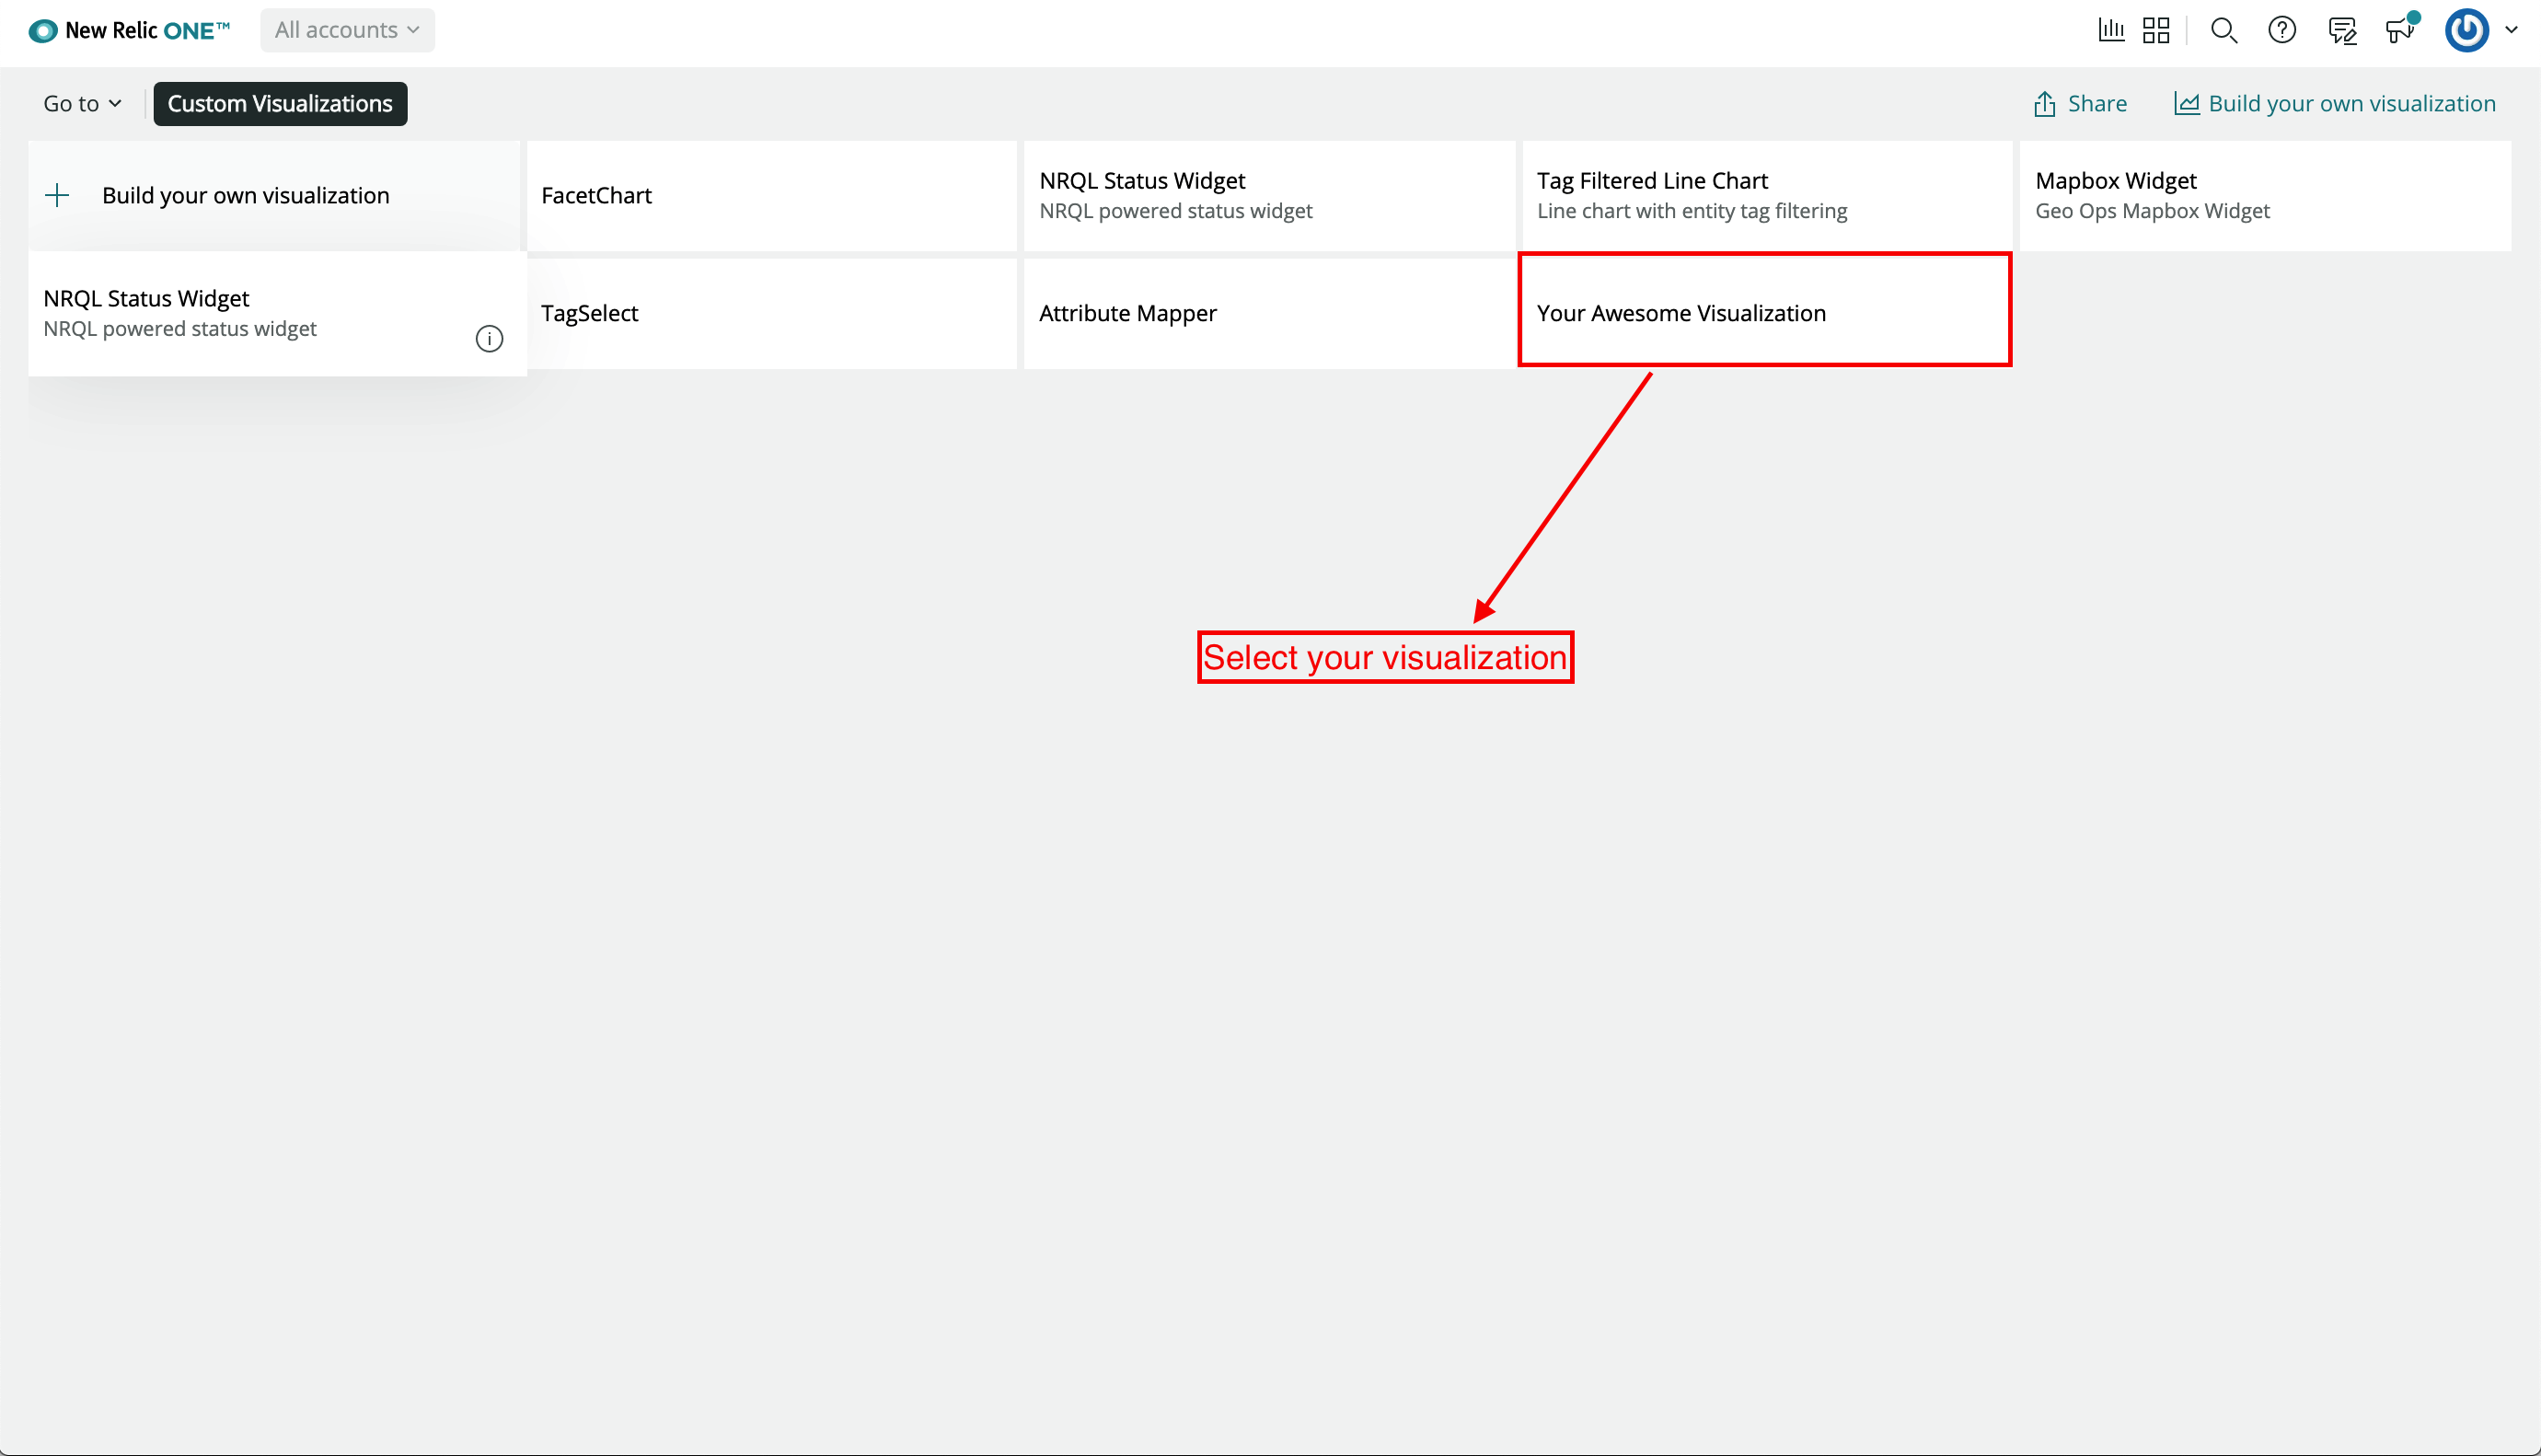 New Relic ONE™
All accounts
Go to
Custom Visualizations
Share
Build your own visualization
Build your own visualization
FacetChart
NRQL Status Widget
NRQL powered status widget
Tag Filtered Line Chart
Line chart with entity tag filtering
Mapbox Widget
Geo Ops Mapbox Widget
NRQL Status Widget
NRQL powered status widget
TagSelect
Attribute Mapper
Your Awesome Visualization
Select your visualization